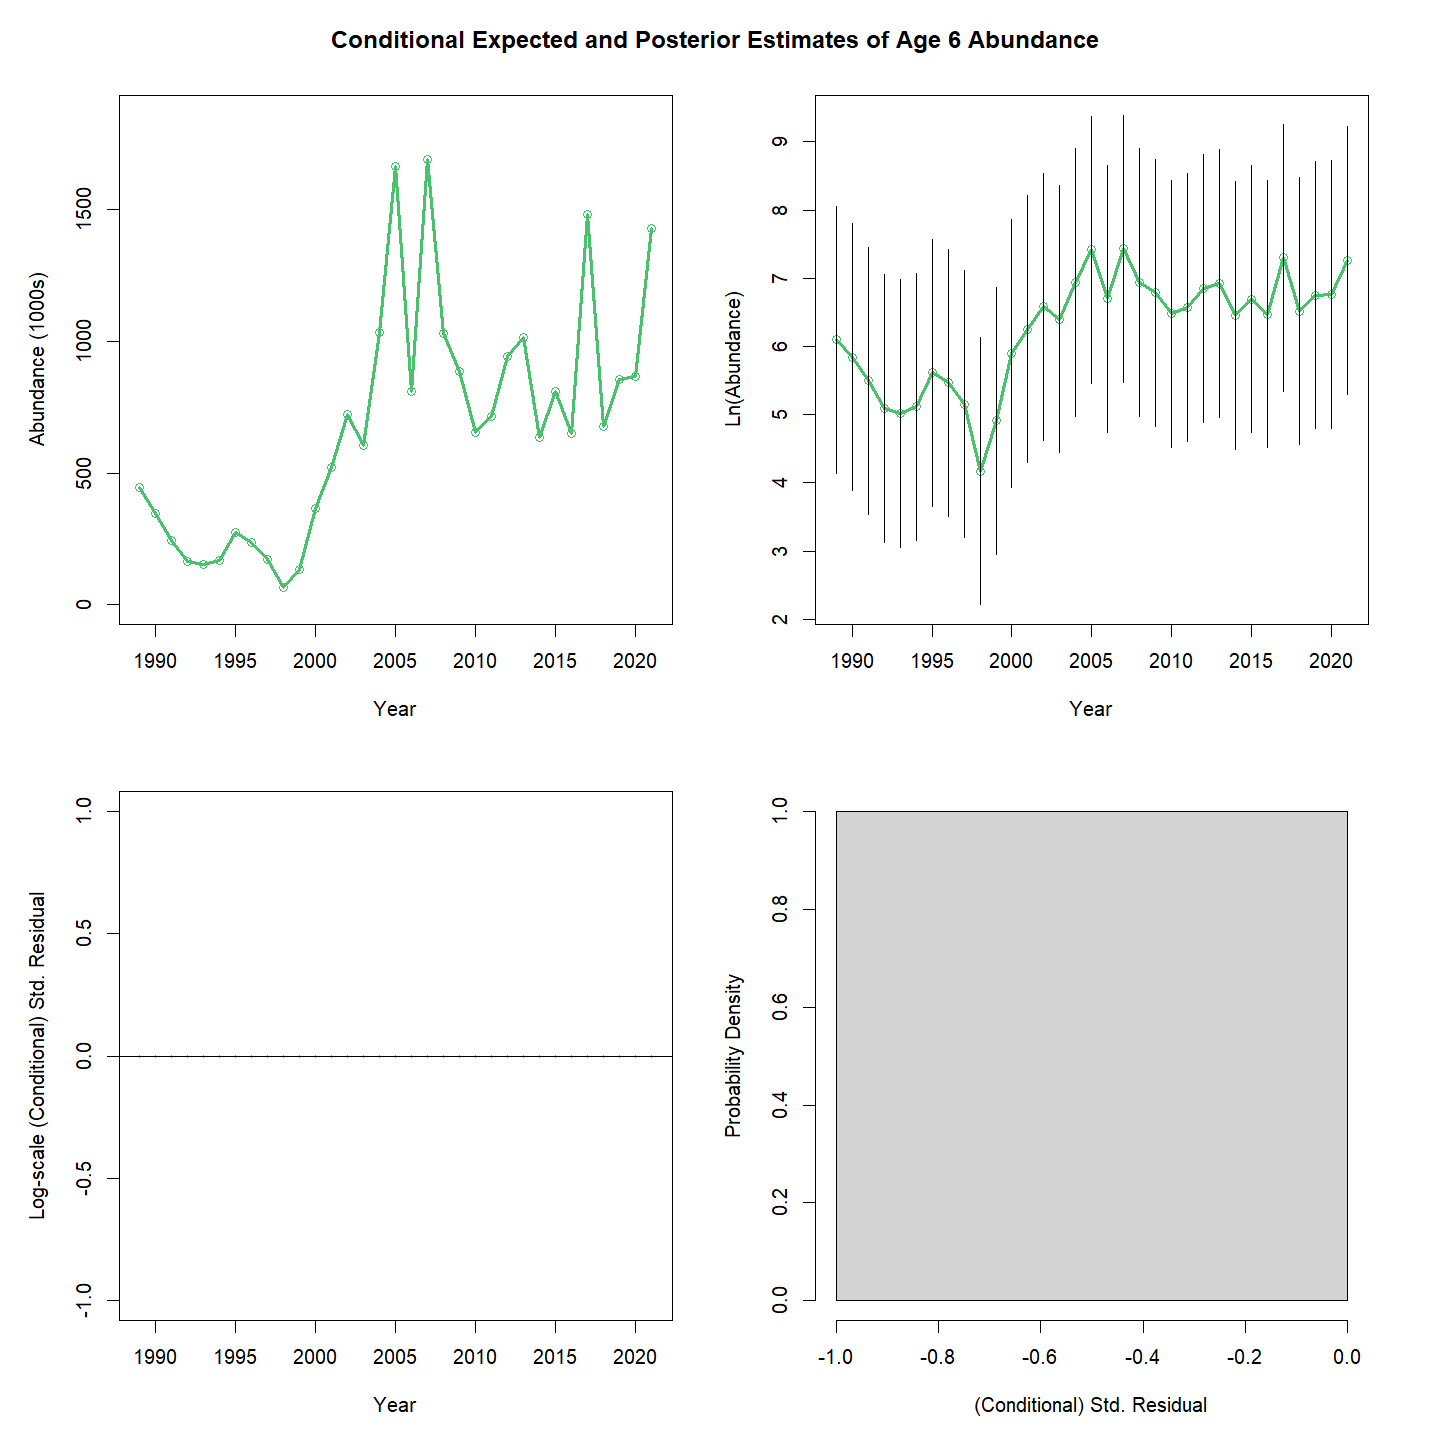 Conditional Expected and Posterior Estimates of Age 6 Abundance
Abundance (1000s)
1500
1000
500
0
1990 1995 2000 2005 2010 2015 2020
Year
Ln(Abundance)
9
8
7
6
5
4
3
2
1990 1995 2000 2005 2010 2015 2020
Year
Log-scale (Conditional) Std. Residual
1.0
0.5
0.0
-0.5
-1.0
1990 1995 2000 2005 2010 2015 2020
Year
Probability Density
1.0
0.8
0.6
0.4
0.2
0.0
-1.0 -0.8 -0.6 -0.4 -0.2 0.0
(Conditional) Std. Residual